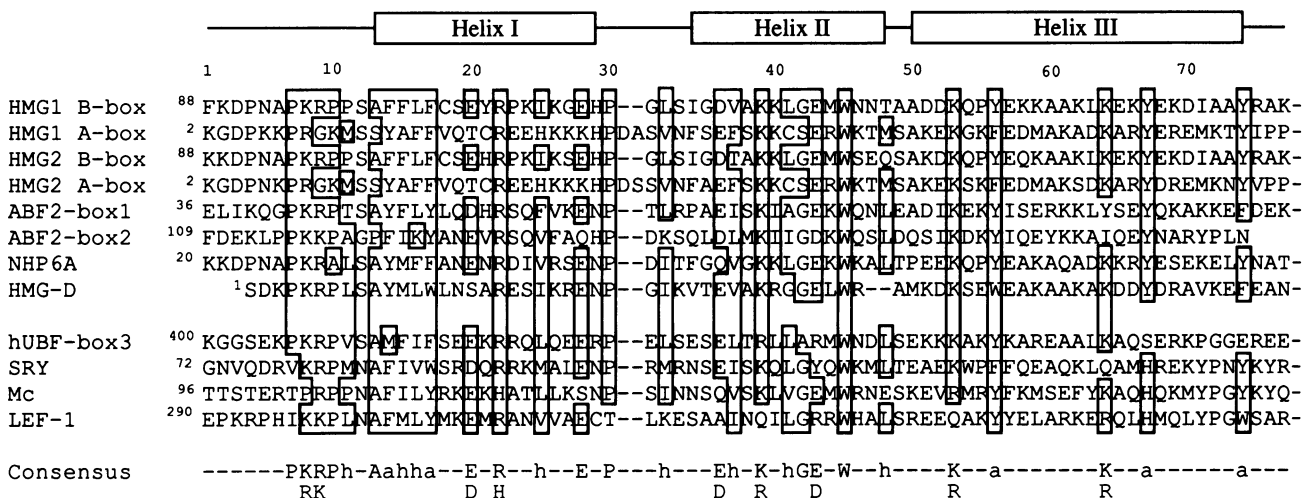 Helix I Helix II Helix III
1 10 20 30 40 50 60 70
HMG1 B-box 88 FKDPNAPKRPPSAFFLFCSEYRPKIKGEHP--GLSIGDVAKKLGEMWNNTAADDKQPYEKKAAKLKEKYEKDIAAYRAK-
HMG1 A-box 2 KGDPKKPRGKMSSYAFFVQTCREEHKKKHPDASVNFSEFSKKCSERWKTMSAKEKGKFEDMAKADKARYEREMKTYIPP-
HMG2 B-box 88 FKDPNAPKRPPSAFFLFCSEHRPKIKSEHP--GLSIGDTAKKLGEMWSEQSAKDKQPYEQKAAKLKEKYEKDIAAYRAK-
HMG2 A-box 2 KGDPNKPRGKMSSYAFFVQTCREEHKKKHPDSSVNFAEFSKKCSERWKTMSAKEKSKFEDMAKSDKARYDREMKNYVPP-
ABF2-box1 36 ELIKQGPKRPTSAYFLYLQDHRSQFVKENP--TLRPAEISKIAGEKWQNLEADIKEKYISERKKLYSEYQKAKKEFDEK-
ABF2-box2 109 FDEKLPPKKPAGPFIKYANEVRSQVFAQHP--DKSQLDLMKIIGDKWQSLDQSIKDKYIQEYKKAIQEYNARYPLN
NHP6A 20 KKDPNAPKRALSAYMFFANENRDIVRSENP--DITFGQVGKKLGEKWKALTPEEKQPYEAKAQADKKRYESEKELYNAT-
HMG-D 1 SDKPKRPLSAYMLWLNSARESIKRENP--GIKVTEVAKRGGELWR--AMKDKSEWEAKAAKAKDDYDRAVKEFEAN-
hUBF-box3 400 KGGSEKPKRPVSAMFIFSEEKRRQLQEERP--ELSESELTRLLARMWNDLSEKKKAKYKAREAALKAQSERKPGGEREE-
SRY 72 GNVQDRVKRPMNAFIVWSRDQRRKMALENP--RMRNSEISKQLGYQWKMLTEAEKWPFFQEAQKLQAMHREKYPNYKYR-
Mc 96 TTSTERTPRPPNAFILYRKEKHATLLKSNP--SINNSQVSKLVGEMWRNESKEVRMRYFKMSEFYKAQHQKMYPGYKYQ-
LEF-1 290 EPKRPHIKKPLNAFMLYMKEMRANVVAECT--LKESAAINQILGRRWHALSREEQAKYYELARKERQLHMQLYPGWSAR-
Consensus ------PKRPh-Aahha--E-R--h--E-P---h---Eh-K-hGE-W--h----K--a-------K--a------a----
RK D H D R D R R